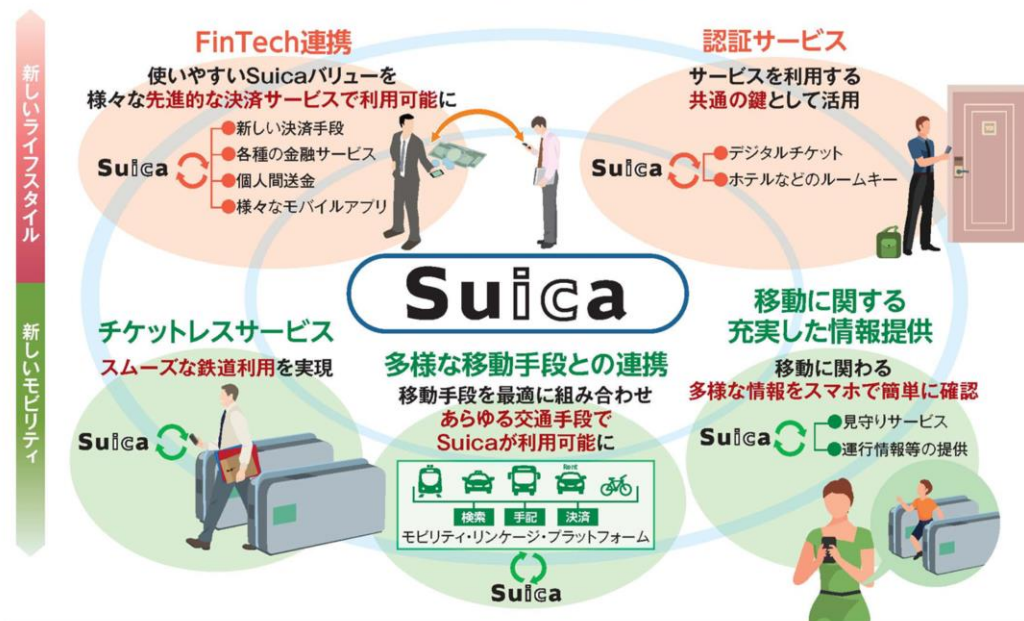 新しいライフスタイル
FinTech連携
使いやすいSuicaバリューを
様々な先進的な決済サービスで利用可能に
Suica
新しい決済手段
各種の金融サービス
個人間送金
様々なモバイルアプリ
認証サービス
サービスを利用する
共通の鍵として活用
Suica
デジタルチケット
ホテルなどのルームキー
Suica
新しいモビリティ
チケットレスサービス
スムーズな鉄道利用を実現
Suica
多様な移動手段との連携
移動手段を最適に組み合わせ
あらゆる交通手段で
Suicaが利用可能に
Rent
検索 手記 決済
モビリティ・リンケージ・プラットフォーム
Suica
移動に関する
充実した情報提供
移動に関わる
多様な情報をスマホで簡単に確認
Suica
見守りサービス
運行情報等の提供